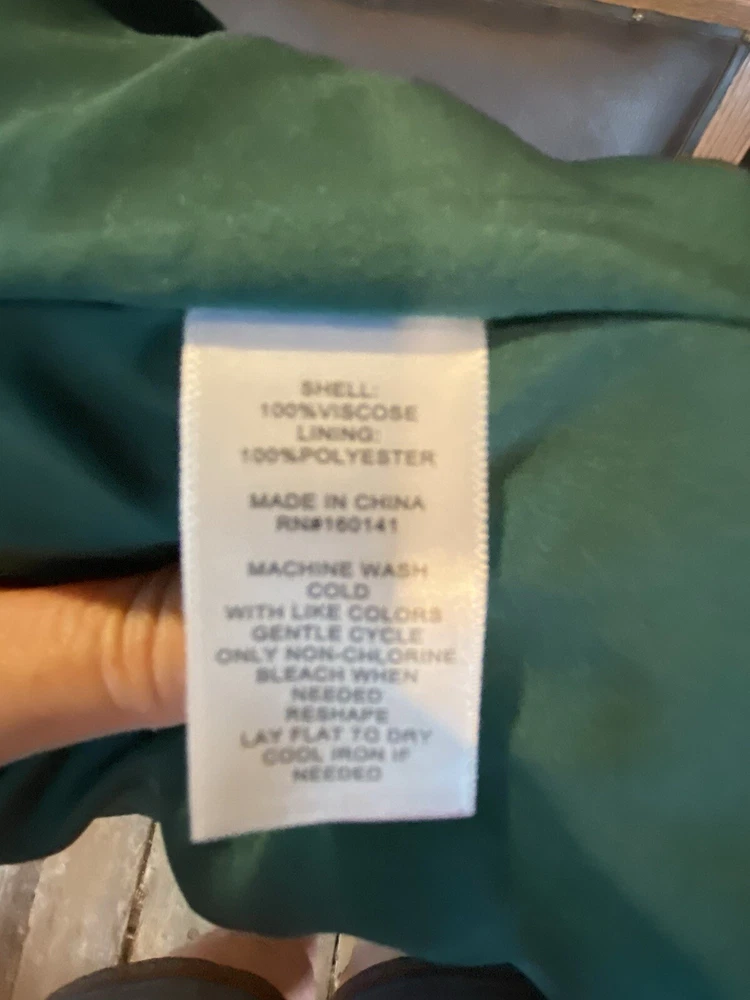 SHELL:
100%VISCOSE
LINING:
100%POLYESTER
MADE IN CHINA
RN#160141
MACHINE WASH
COLD
WITH LIKE COLORS
GENTLE CYCLE
ONLY NON-CHLORINE
BLEACH WHEN
NEEDED
RESHAPE
LAY FLAT TO DRY
COOL IRON IF
NEEDED